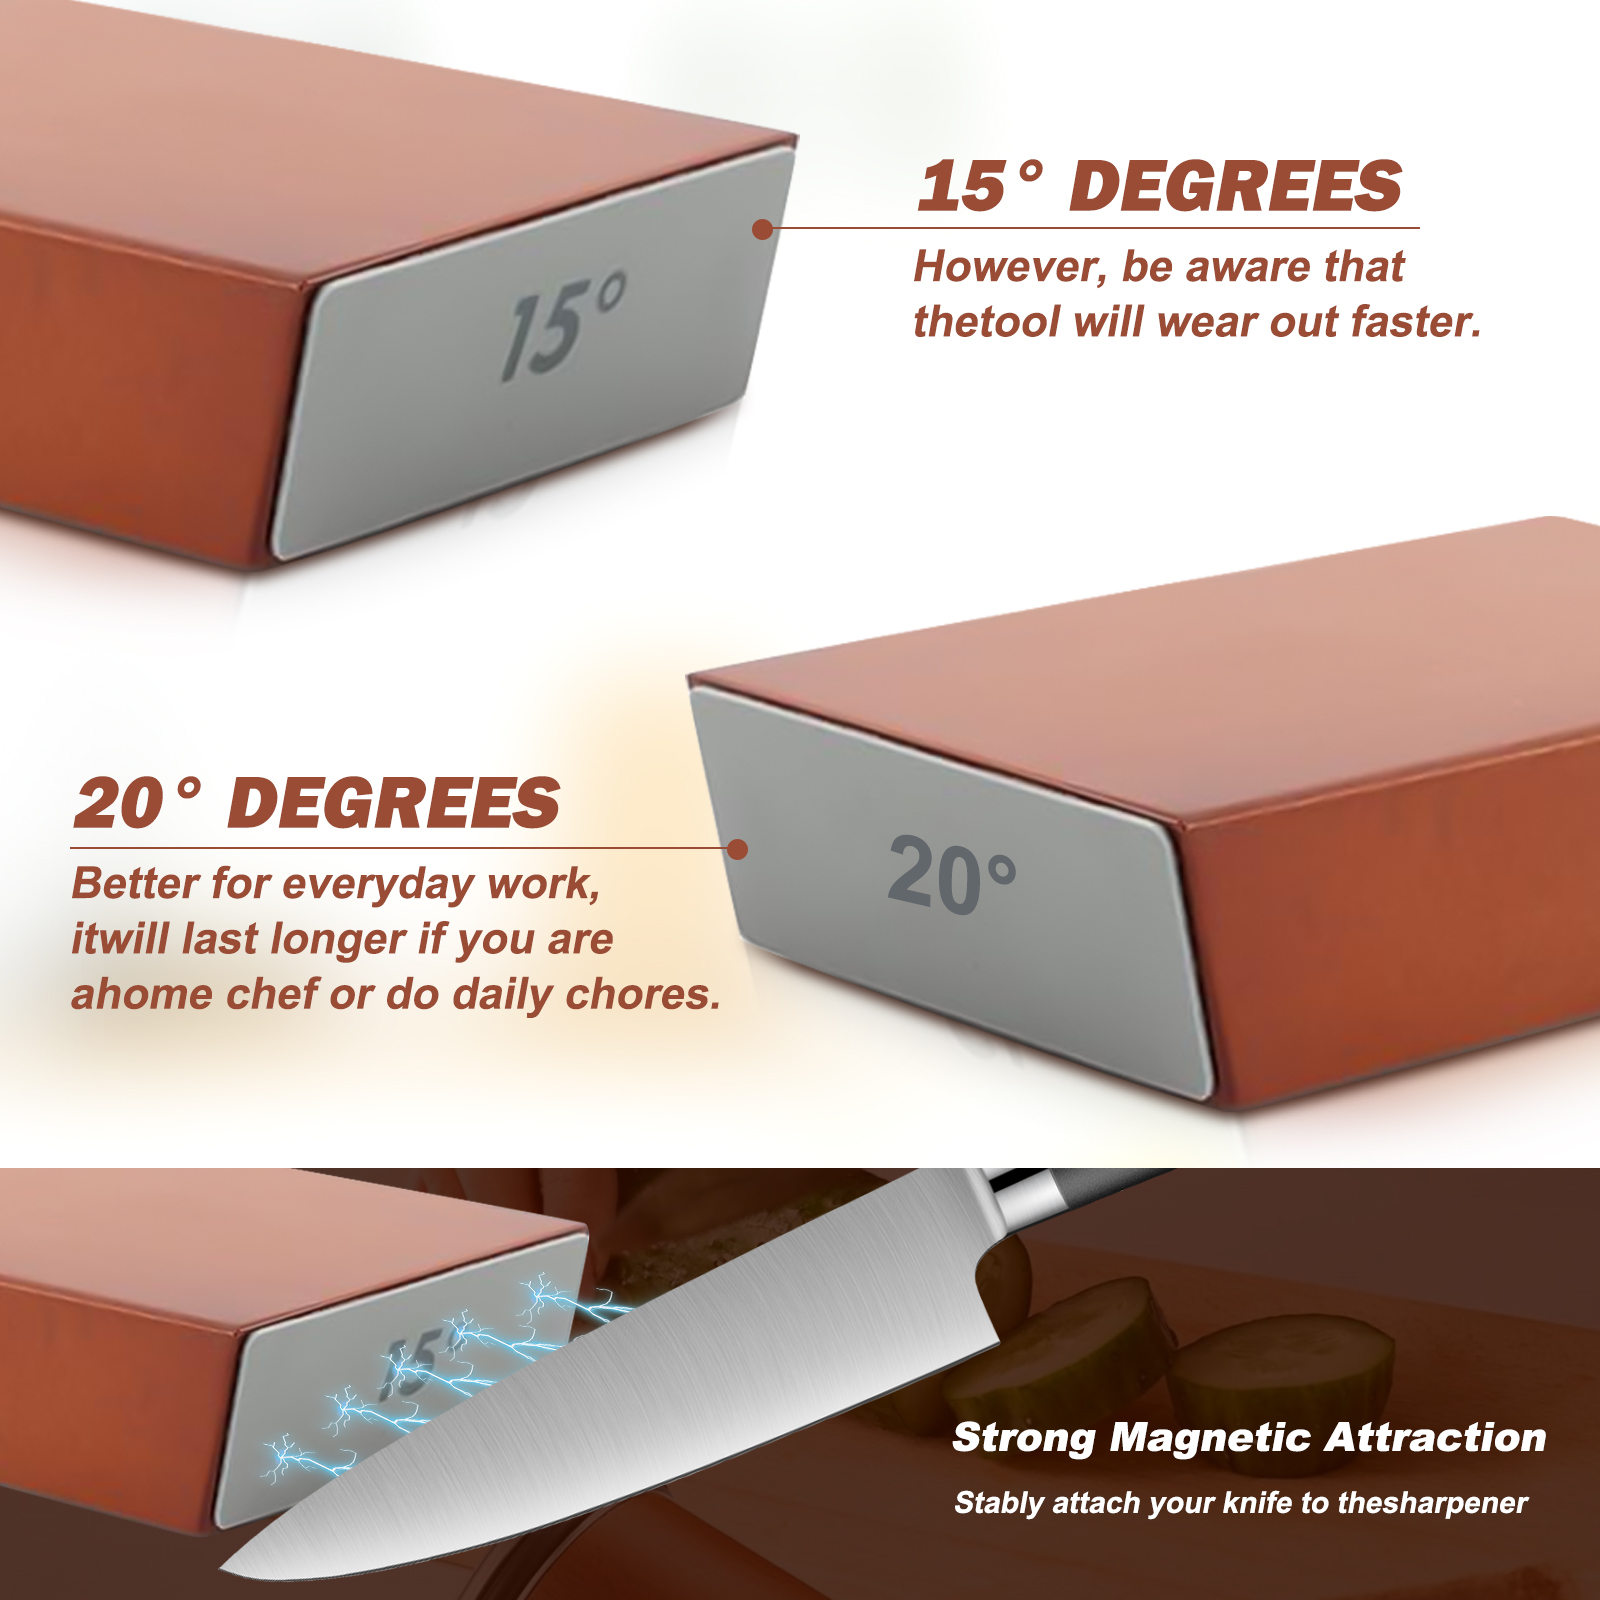 15° DEGREES
However, be aware that
thetool will wear out faster.
15°
20° DEGREES
Better for everyday work,
itwill last longer if you are
ahome chef or do daily chores.
20°
15°
Strong Magnetic Attraction
Stably attach your knife to thesharpener